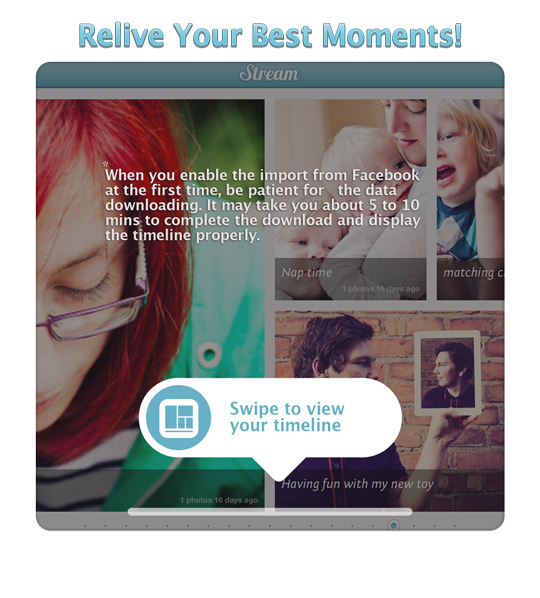 Relive Your Best Moments!
Stream
*When you enable the import from Facebook
at the first time, be patient for the data
downloading. It may take you about 5 to 10
mins to complete the download and display
the timeline properly.
Nap time
1 photos 16 days ago
matching c
Swipe to view
your timeline
Having fun with my new toy
1 photos 10 days ago